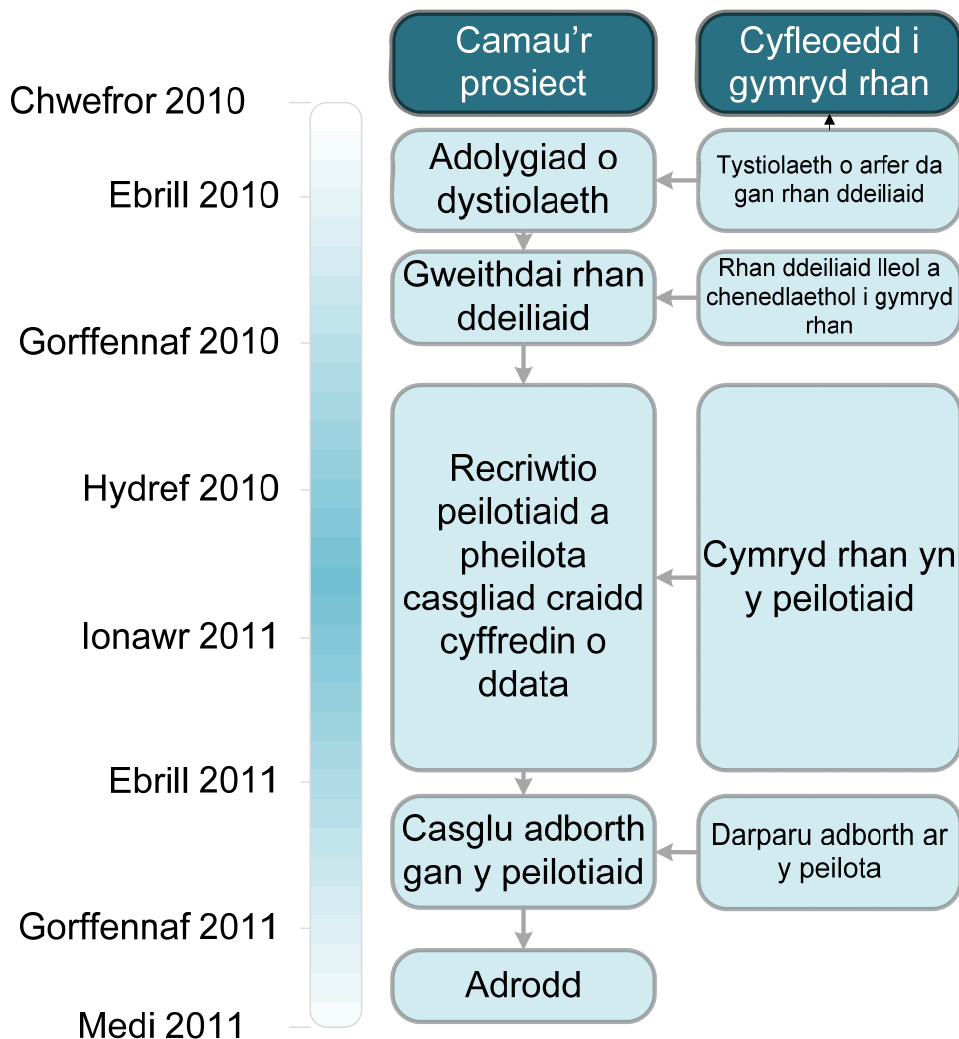 Camau’r
prosiect
Cyfleoedd i
gymryd rhan
Chwefror 2010
Ebrill 2010
Gorffennaf 2010
Hydref 2010
Ionawr 2011
Ebrill 2011
Gorffennaf 2011
Medi 2011
Adolygiad o
dystiolaeth
Tystiolaeth o arfer da
gan rhan ddeiliaid
Gweithdai rhan
ddeiliaid
Rhan ddeiliaid lleol a
chenedlaethol i gymryd
rhan
Recriwtio
peilotiaid a
pheilota
casgliad craidd
cyffredin o
ddata
Cymryd rhan yn
y peilotiaid
Casglu adborth
gan y peilotiaid
Darparu adborth ar
y peilota
Adrodd